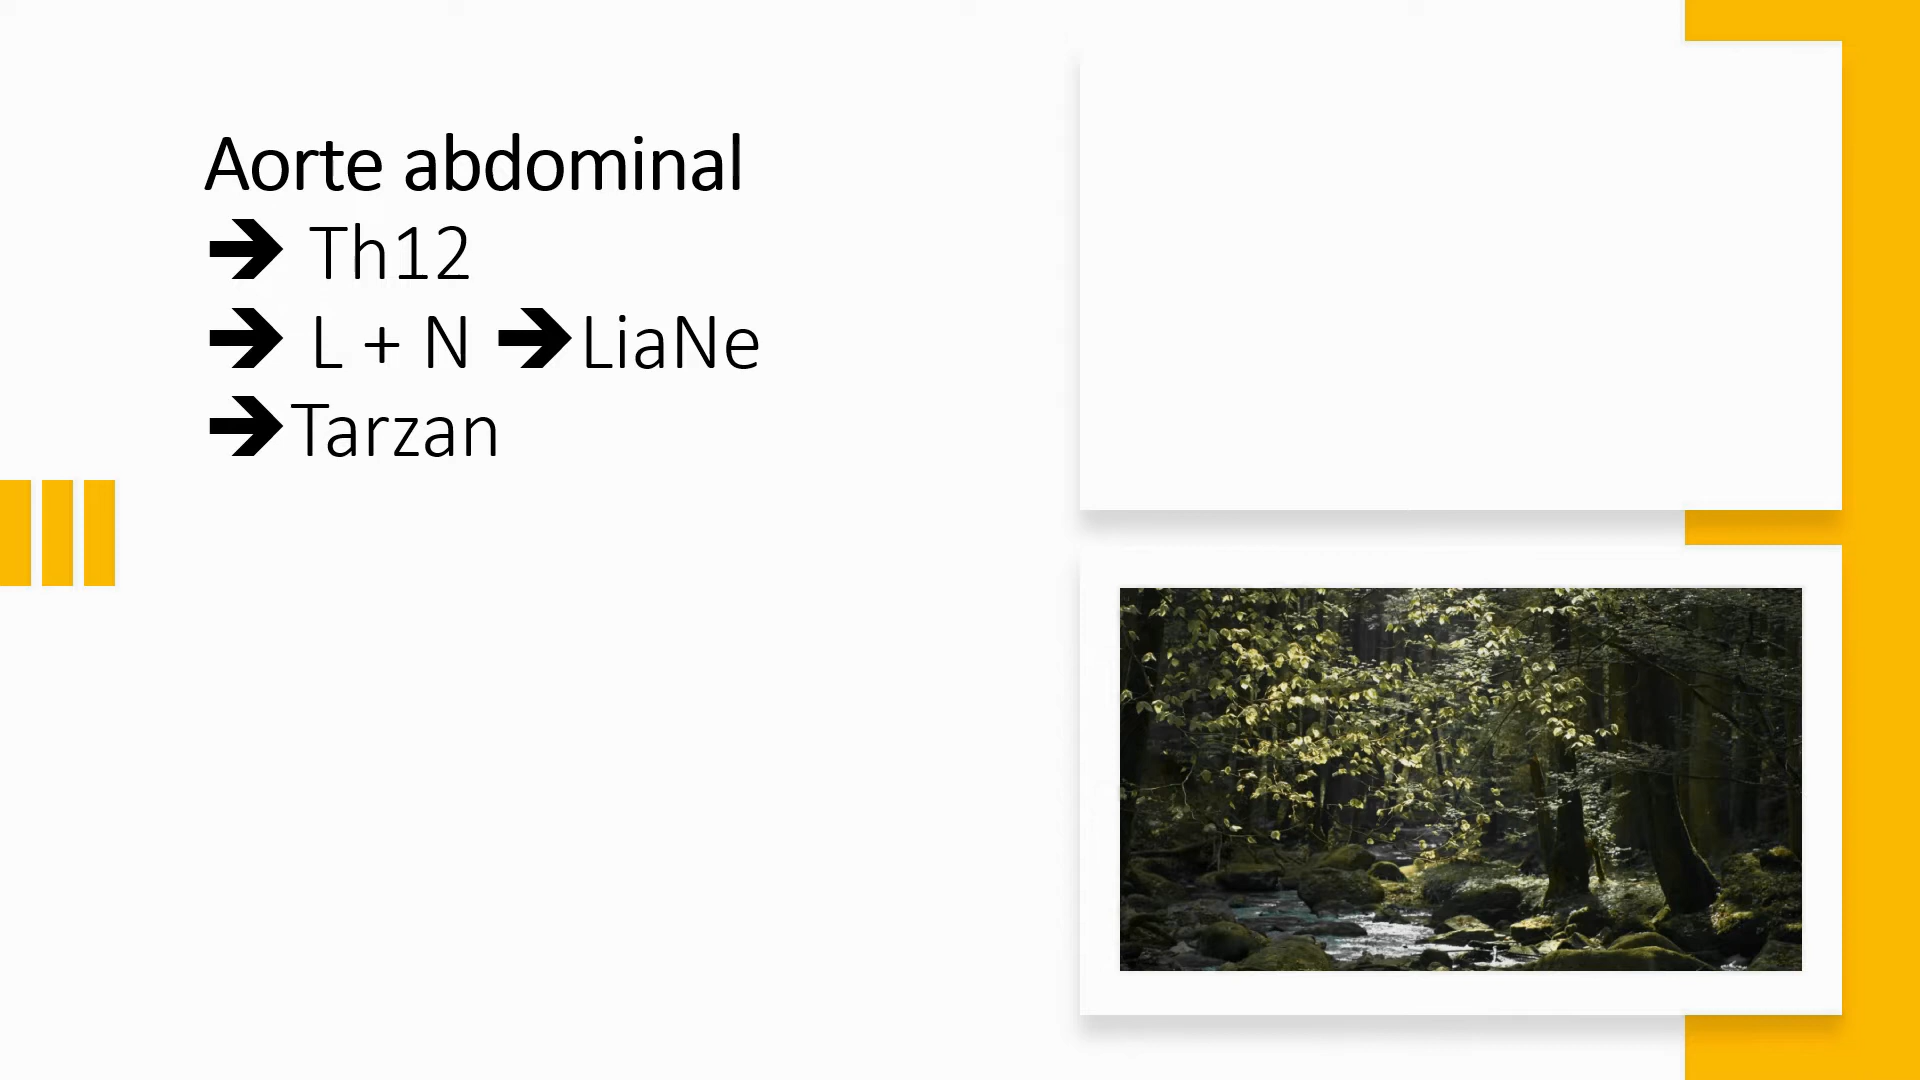 Aorte abdominal
➔ Th12
➔ L + N ➔LiaNe
➔Tarzan